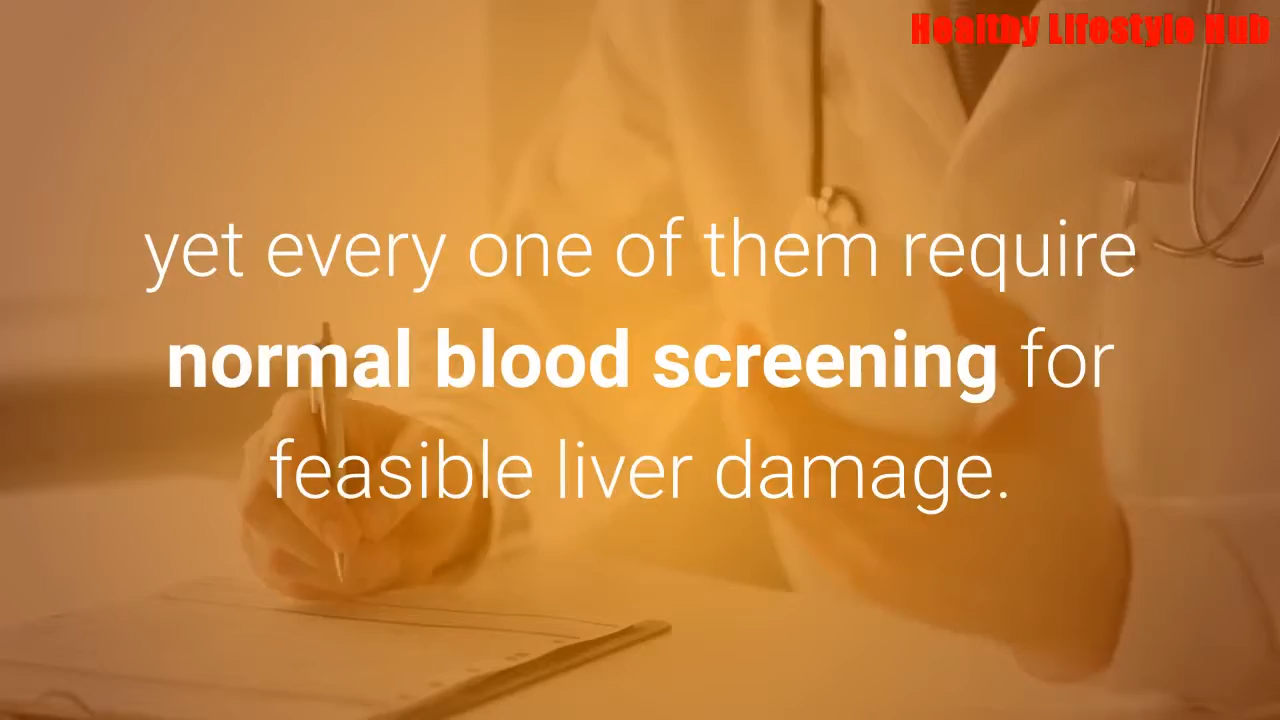 Healthy Lifestyle Hub
yet every one of them require
normal blood screening for
feasible liver damage.